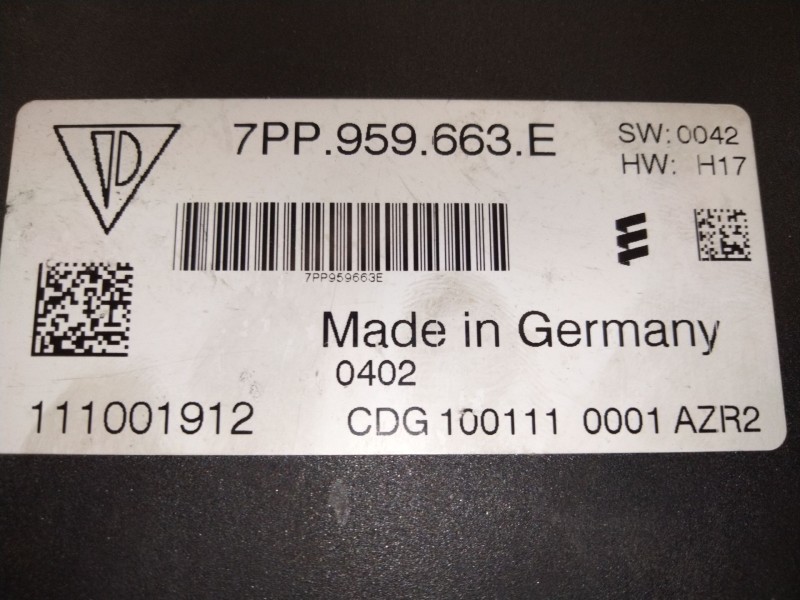 7PP.959.663.E
SW:0042
HW: H17
7PP959663E
Made in Germany
0402
111001912
CDG 100111 0001 AZR2